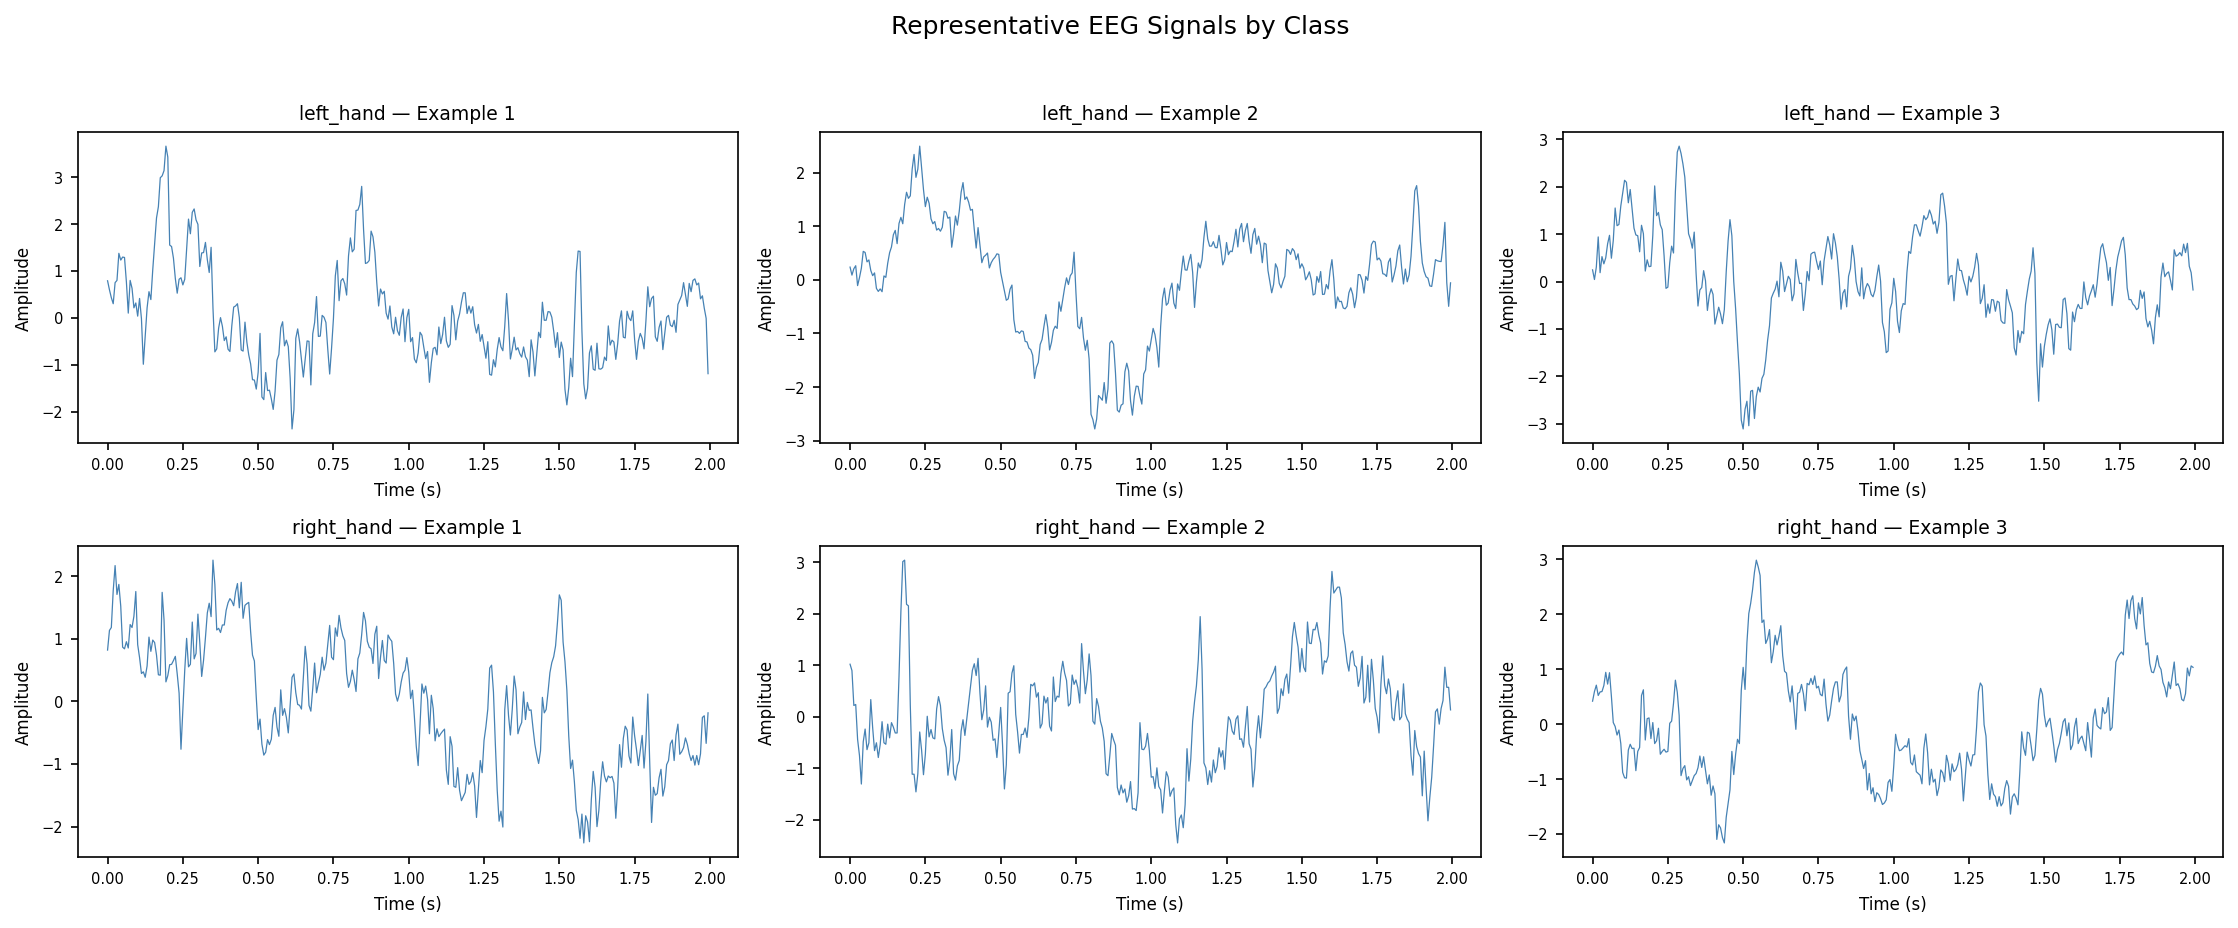 Representative EEG Signals by Class
left_hand — Example 1
left_hand — Example 2
left_hand — Example 3
Amplitude
3
2
1
0
−1
−2
0.00 0.25 0.50 0.75 1.00 1.25 1.50 1.75 2.00
Time (s)
Amplitude
2
1
0
−1
−2
−3
0.00 0.25 0.50 0.75 1.00 1.25 1.50 1.75 2.00
Time (s)
Amplitude
3
2
1
0
−1
−2
−3
0.00 0.25 0.50 0.75 1.00 1.25 1.50 1.75 2.00
Time (s)
right_hand — Example 1
right_hand — Example 2
right_hand — Example 3
Amplitude
2
1
0
−1
−2
0.00 0.25 0.50 0.75 1.00 1.25 1.50 1.75 2.00
Time (s)
Amplitude
3
2
1
0
−1
−2
0.00 0.25 0.50 0.75 1.00 1.25 1.50 1.75 2.00
Time (s)
Amplitude
3
2
1
0
−1
−2
0.00 0.25 0.50 0.75 1.00 1.25 1.50 1.75 2.00
Time (s)